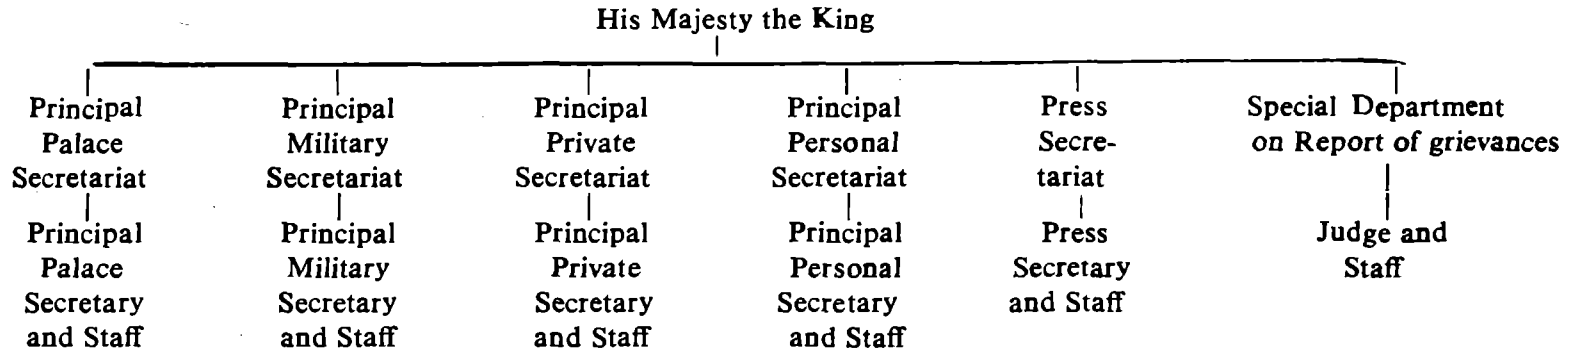 His Majesty the King
Principal
Palace
Secretariat
Principal
Military
Secretariat
Principal
Private
Secretariat
Principal
Personal
Secretariat
Press
Secre-
tariat
Special Department
on Report of grievances
Principal
Palace
Secretary
and Staff
Principal
Military
Secretary
and Staff
Principal
Private
Secretary
and Staff
Principal
Personal
Secretary
and Staff
Press
Secretary
and Staff
Judge and
Staff